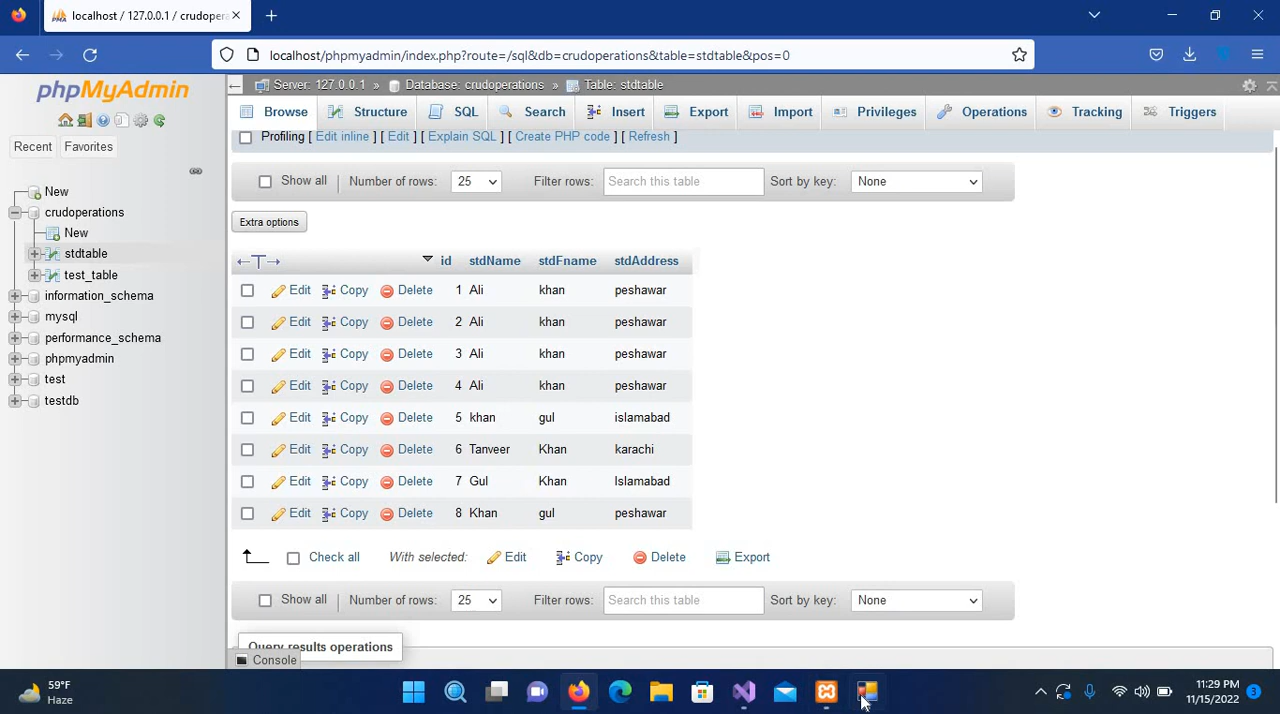 localhost / 127.0.0.1 / crudopera
localhost/phpmyadmin/index.php?route=/sql&db=crudoperations&table=stdtable&pos=0
phpMyAdmin
Server: 127.0.0.1 » Database: crudoperations » Table: stdtable
Browse Structure SQL Search Insert Export Import Privileges Operations Tracking Triggers
Recent Favorites
New
crudoperations
New
stdtable
test_table
information_schema
mysql
performance_schema
phpmyadmin
test
testdb
Profiling [ Edit inline ] [ Edit ] [ Explain SQL ] [ Create PHP code ] [ Refresh ]
Show all | Number of rows: 25 Filter rows: Search this table Sort by key: None
Extra options
id stdName stdFname stdAddress
Edit Copy Delete 1 Ali khan peshawar
Edit Copy Delete 2 Ali khan peshawar
Edit Copy Delete 3 Ali khan peshawar
Edit Copy Delete 4 Ali khan peshawar
Edit Copy Delete 5 khan gul islamabad
Edit Copy Delete 6 Tanveer Khan karachi
Edit Copy Delete 7 Gul Khan Islamabad
Edit Copy Delete 8 Khan gul peshawar
Check all With selected: Edit Copy Delete Export
Show all | Number of rows: 25 Filter rows: Search this table Sort by key: None
Query results operations
Console
59°F
Haze
11:29 PM
11/15/2022
3